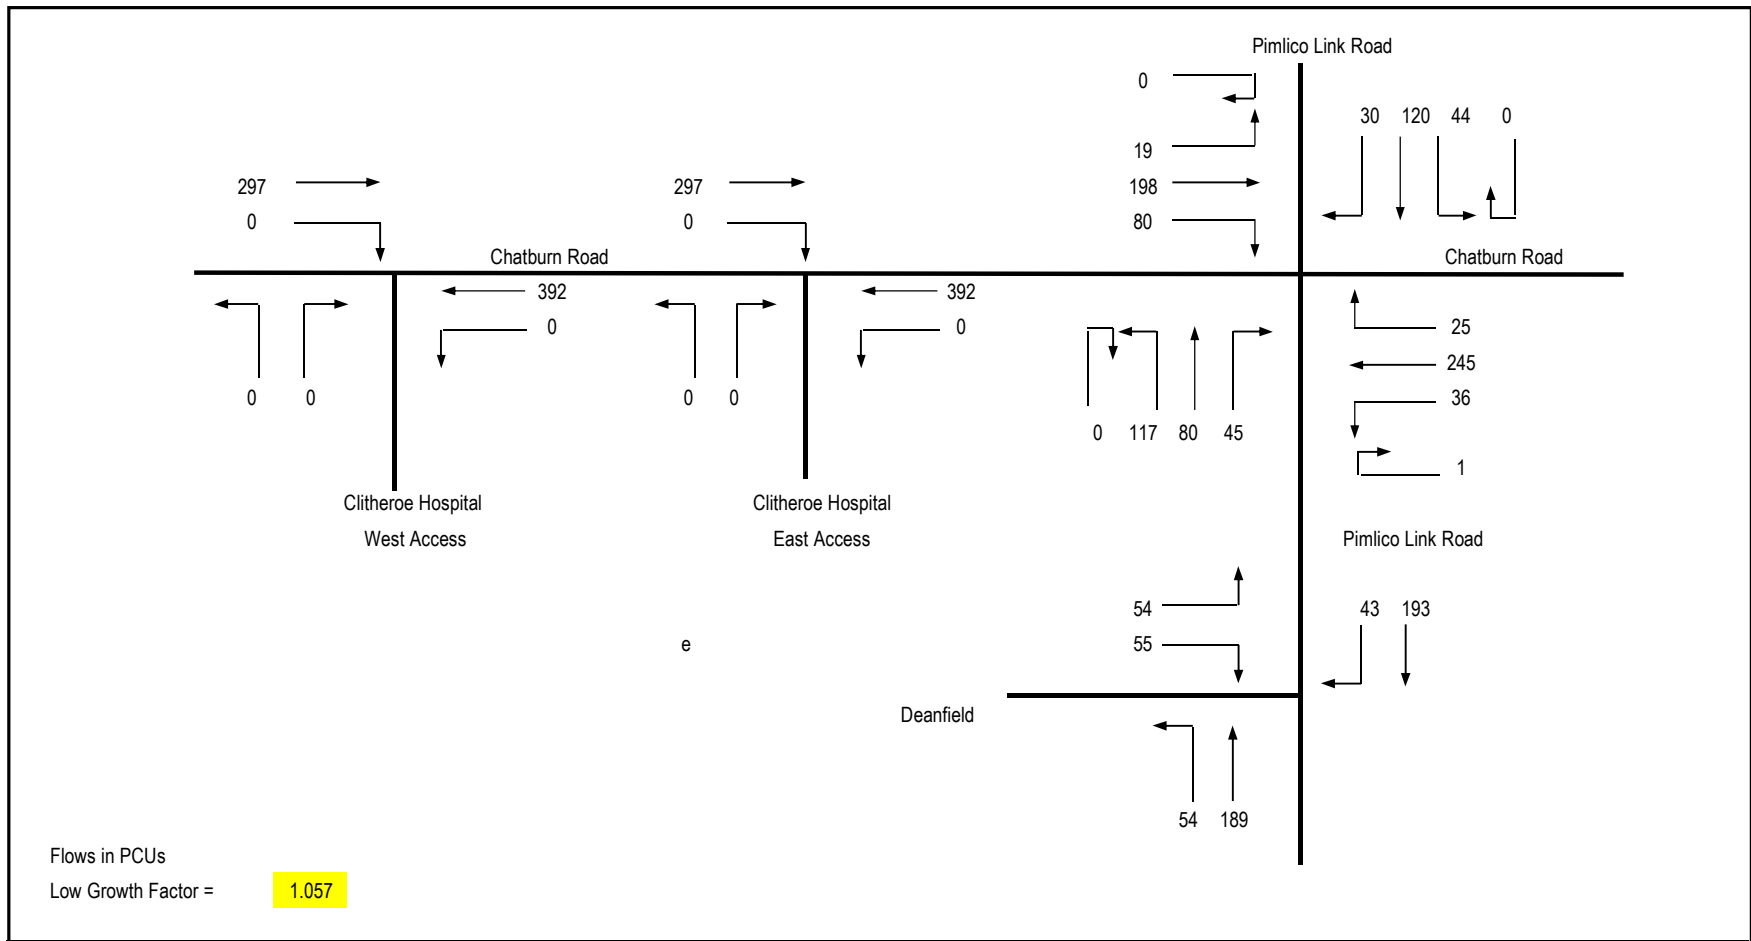 Pimlico Link Road
0
30 120 44 0
19
297 297 198
0 0 80
Chatburn Road Chatburn Road
392 392
0 0 25
245
36
0 0 0 0
0 117 80 45
1
Clitheroe Hospital Clitheroe Hospital
West Access East Access Pimlico Link Road
54 43 193
e 55
Deanfield
54 189
Flows in PCUs
Low Growth Factor = 1.057